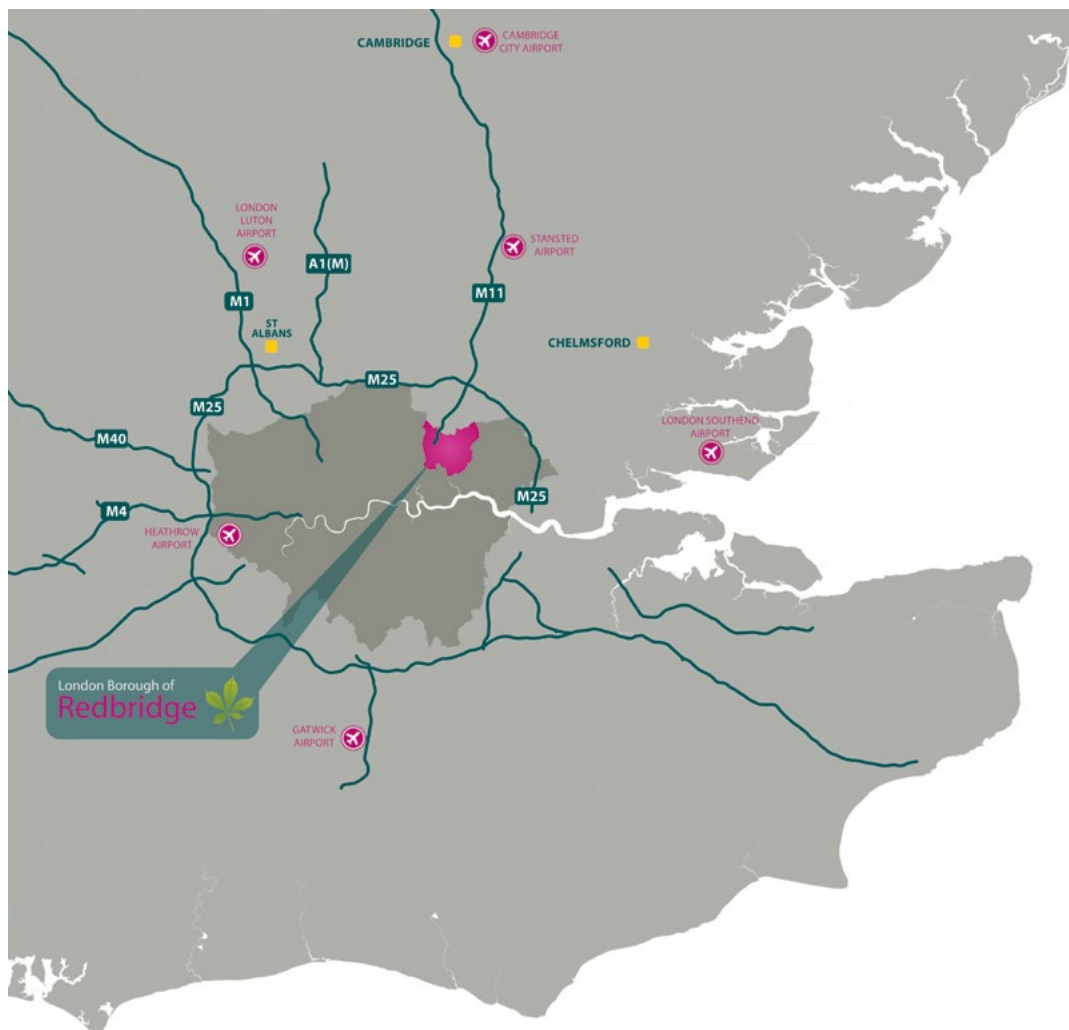 CAMBRIDGE
CAMBRIDGE
CITY AIRPORT
LONDON
LUTON
AIRPORT
STANSTED
AIRPORT
A1(M)
M11
M1
ST
ALBANS
CHELMSFORD
M25
M25
M40
LONDON SOUTHEND
AIRPORT
M25
M4
HEATHROW
AIRPORT
London Borough of
Redbridge
GATWICK
AIRPORT